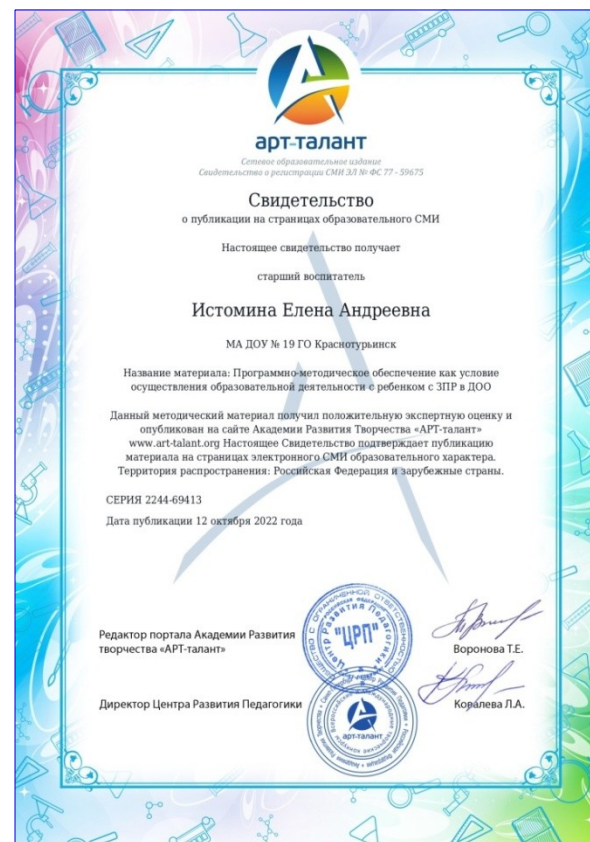 арт-талант
Сетевое образовательное издание
Свидетельство о регистрации СМИ ЭЛ № ФС 77 - 59675
Свидетельство
о публикации на страницах образовательного СМИ
Настоящее свидетельство получает
старший воспитатель
Истомина Елена Андреевна
МА ДОУ № 19 ГО Краснотурьинск
Название материала: Программно-методическое обеспечение как условие
осуществления образовательной деятельности с ребенком с ЗПР в ДОО
Данный методический материал получил положительную экспертную оценку и
опубликован на сайте Академии Развития Творчества «АРТ-талант»
www.art-talant.org Настоящее Свидетельство подтверждает публикацию
материала на страницах электронного СМИ образовательного характера.
Территория распространения: Российская Федерация и зарубежные страны.
СЕРИЯ 2244-69413
Дата публикации 12 октября 2022 года
Редактор портала Академии Развития
творчества «АРТ-талант»
Воронова Т.Е.
Директор Центра Развития Педагогики
Ковалева Л.А.
Центр Развития Педагогики
"ЦРП"
арт-талант